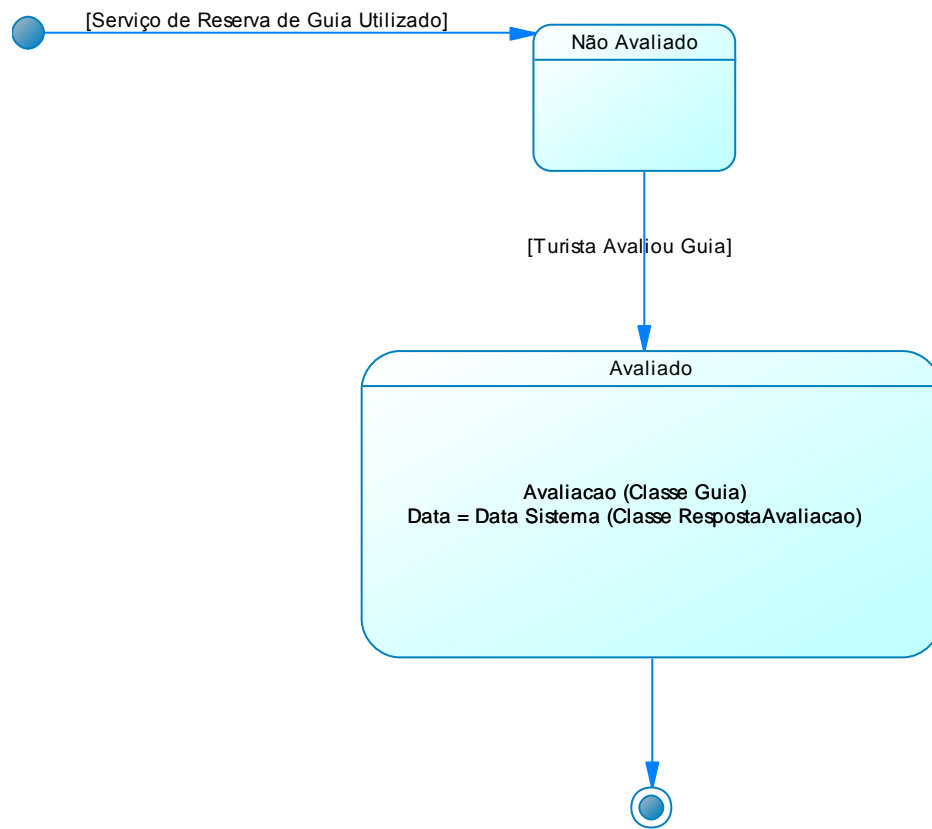 [Serviço de Reserva de Guia Utilizado]
Não Avaliado
[Turista Avaliou Guia]
Avaliado
Avaliacao (Classe Guia)
Data = Data Sistema (Classe RespostaAvaliacao)